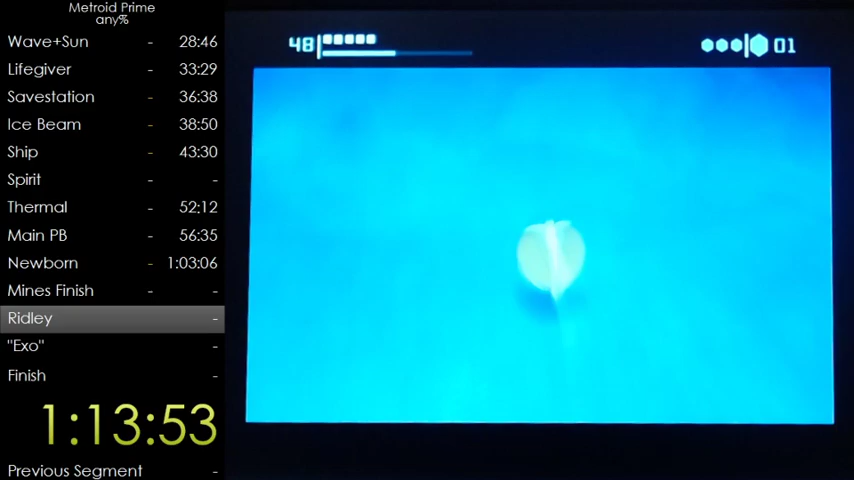 Metroid Prime
any%
Wave+Sun - 28:46
Lifegiver - 33:29
Savestation - 36:38
Ice Beam - 38:50
Ship - 43:30
Spirit - -
Thermal - 52:12
Main PB - 56:35
Newborn - 1:03:06
Mines Finish - -
Ridley -
"Exo" -
Finish -
1:13:53
Previous Segment -
48
01